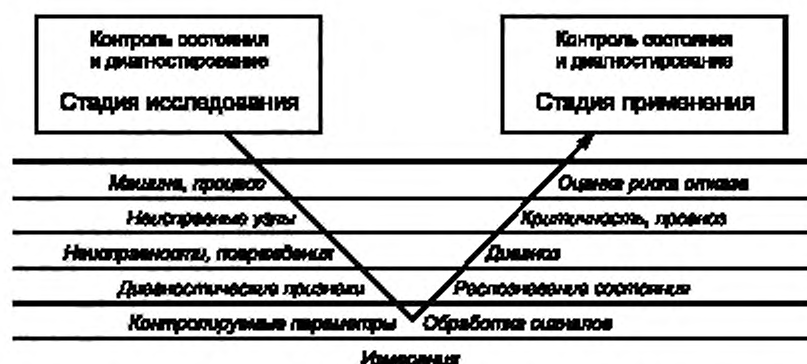 Контроль состояния
и диагностирование
Стадия исследования
Контроль состояния
и диагностирование
Стадия применения
Машина, процесс
Оценка риска отказа
Неисправные узлы
Критичность, прогноз
Неисправности, повреждения
Диагноз
Диагностические признаки
Распознавание состояния
Контролируемые параметры
Обработка сигналов
Измерения